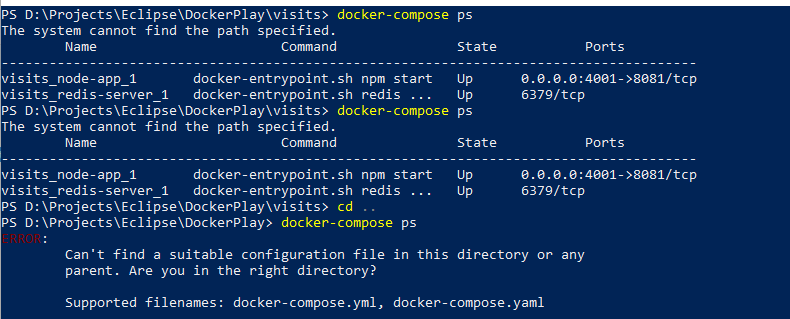 PS D:\Projects\Eclipse\DockerPlay\visits> docker-compose ps
The system cannot find the path specified.
        Name                       Command               State           Ports
---------------------------------------------------------------------------------------
visits_node-app_1       docker-entrypoint.sh npm start   Up      0.0.0.0:4001->8081/tcp
visits_redis-server_1   docker-entrypoint.sh redis ...   Up      6379/tcp
PS D:\Projects\Eclipse\DockerPlay\visits> docker-compose ps
The system cannot find the path specified.
        Name                       Command               State           Ports
---------------------------------------------------------------------------------------
visits_node-app_1       docker-entrypoint.sh npm start   Up      0.0.0.0:4001->8081/tcp
visits_redis-server_1   docker-entrypoint.sh redis ...   Up      6379/tcp
PS D:\Projects\Eclipse\DockerPlay\visits> cd ..
PS D:\Projects\Eclipse\DockerPlay> docker-compose ps
ERROR:
        Can't find a suitable configuration file in this directory or any
        parent. Are you in the right directory?

        Supported filenames: docker-compose.yml, docker-compose.yaml